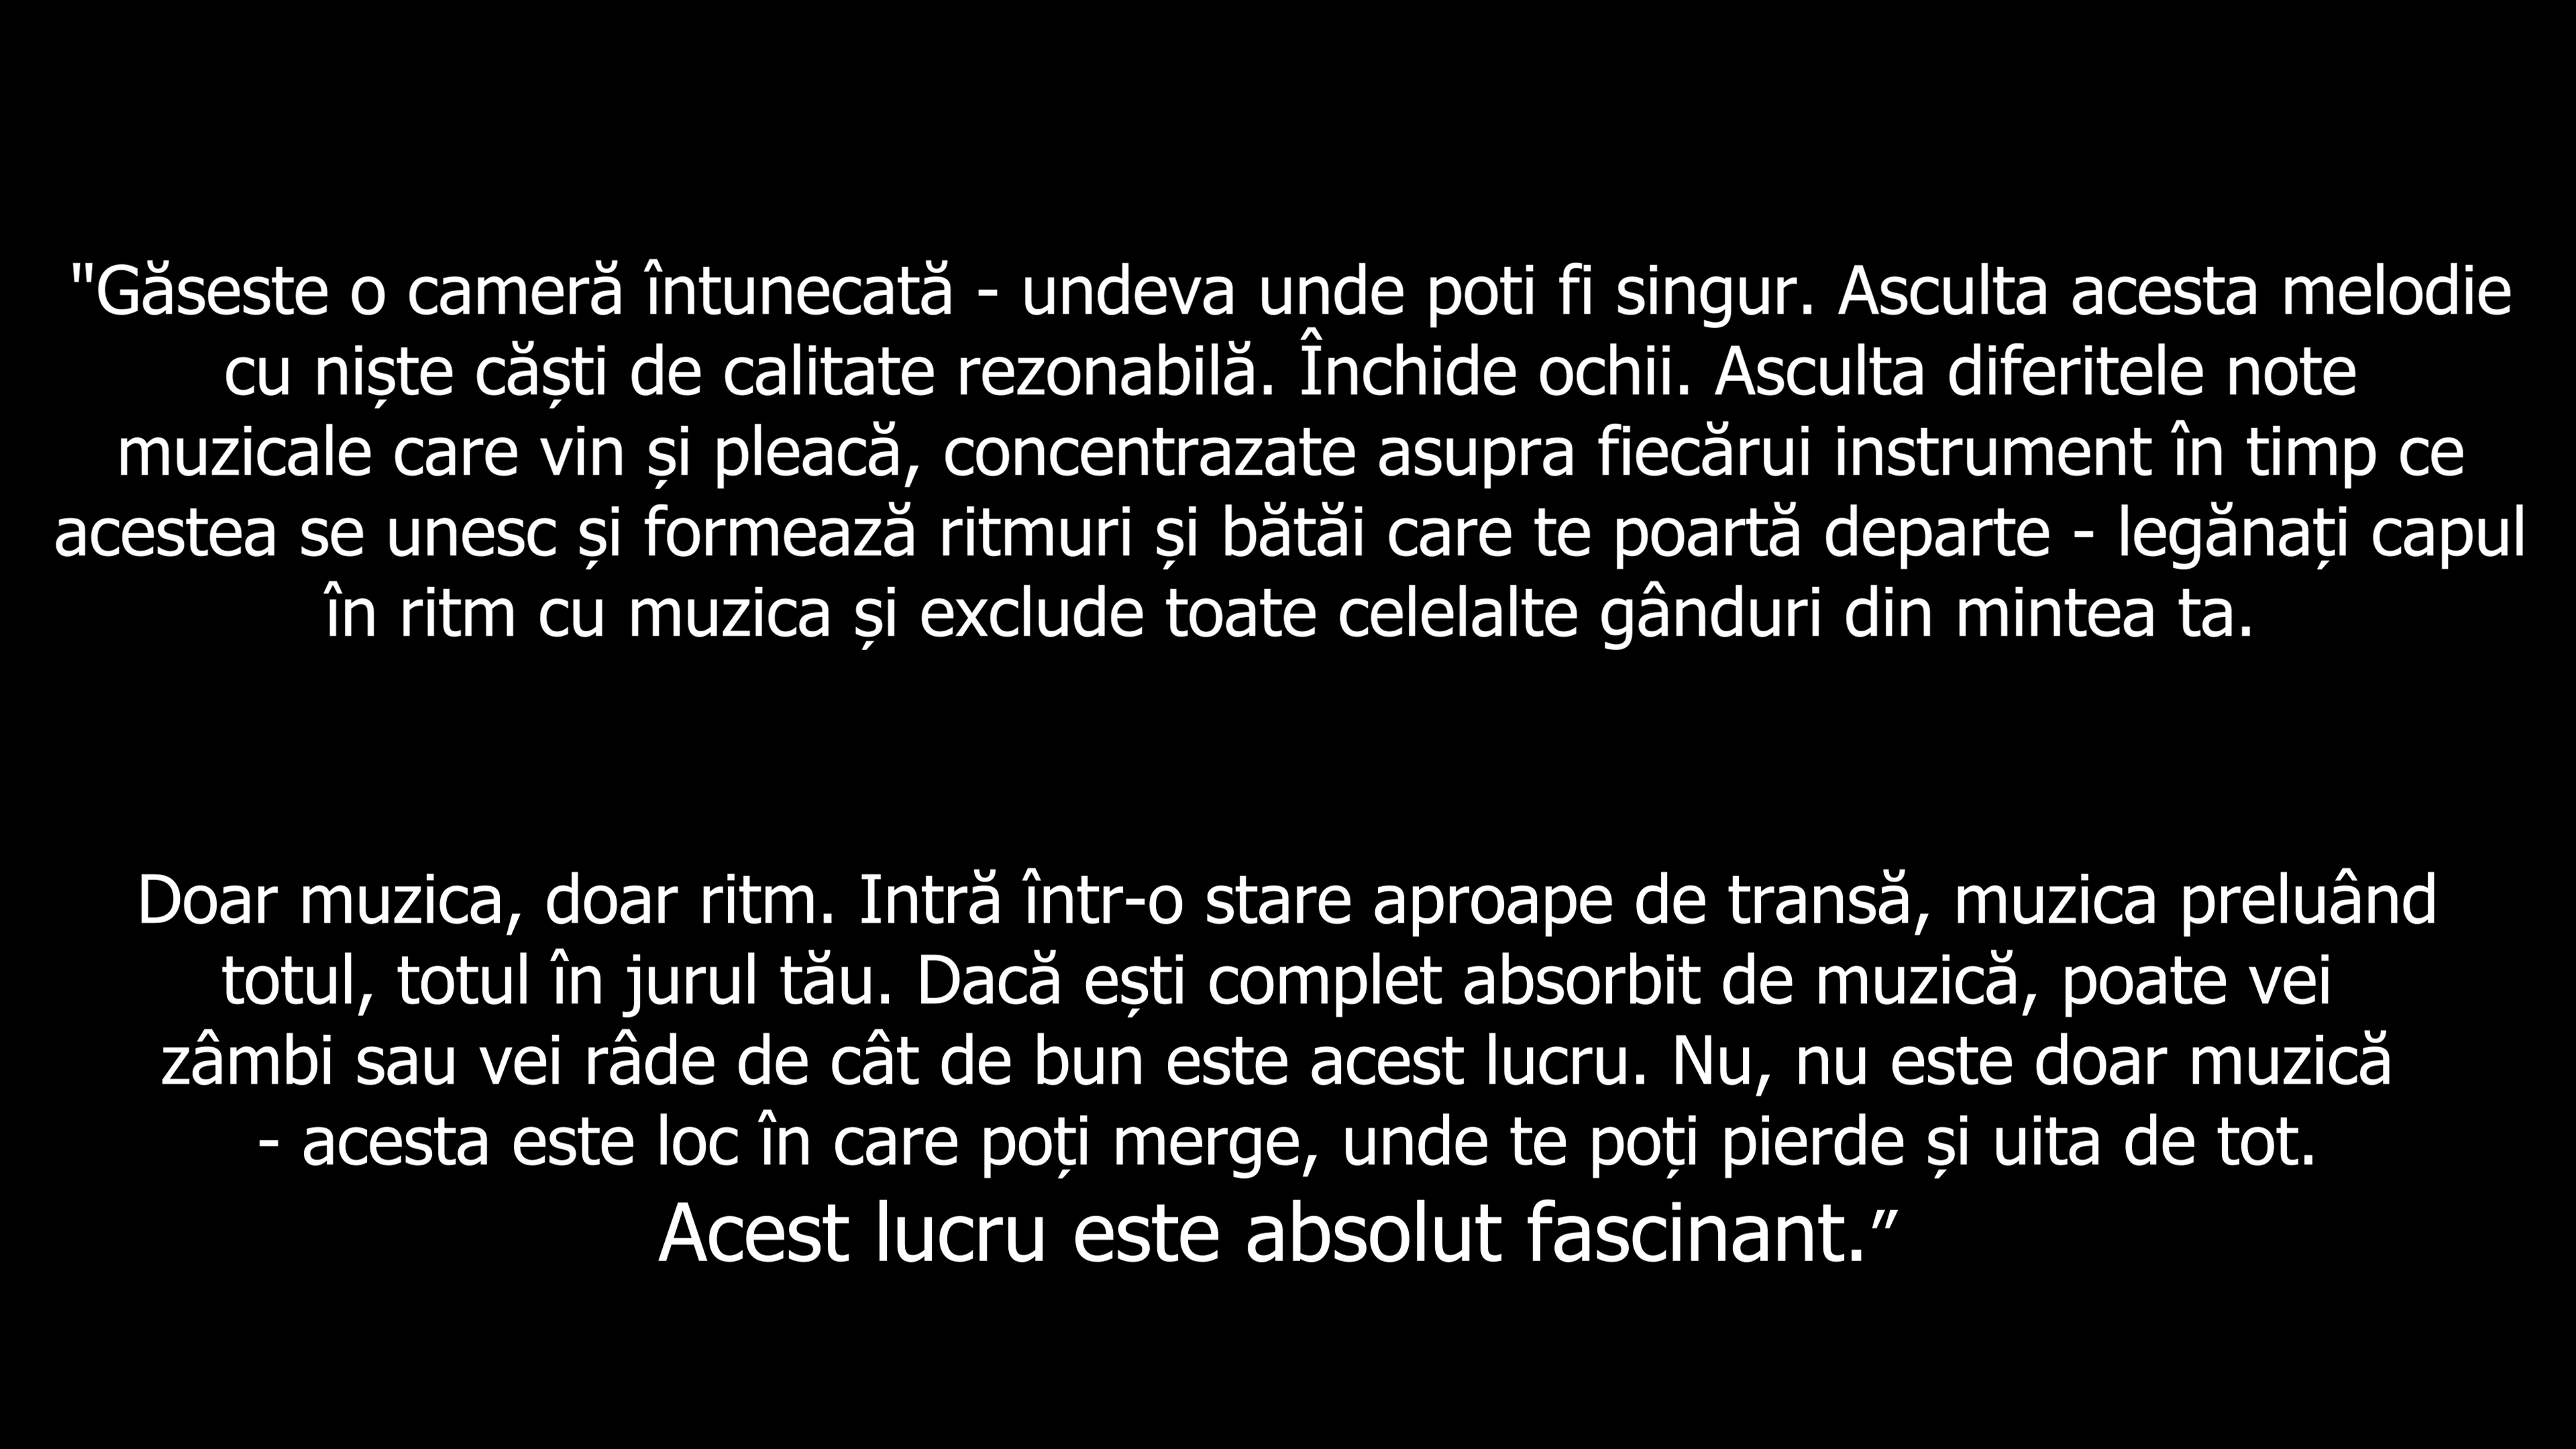 "Găseste o cameră întunecată - undeva unde poti fi singur. Asculta acesta melodie
cu niște căști de calitate rezonabilă. Închide ochii. Asculta diferitele note
muzicale care vin și pleacă, concentrazate asupra fiecărui instrument în timp ce
acestea se unesc și formează ritmuri și bătăi care te poartă departe - legănați capul
în ritm cu muzica și exclude toate celelalte gânduri din mintea ta.
Doar muzica, doar ritm. Intră într-o stare aproape de transă, muzica preluând
totul, totul în jurul tău. Dacă ești complet absorbit de muzică, poate vei
zâmbi sau vei râde de cât de bun este acest lucru. Nu, nu este doar muzică
- acesta este loc în care poți merge, unde te poți pierde și uita de tot.
Acest lucru este absolut fascinant.”